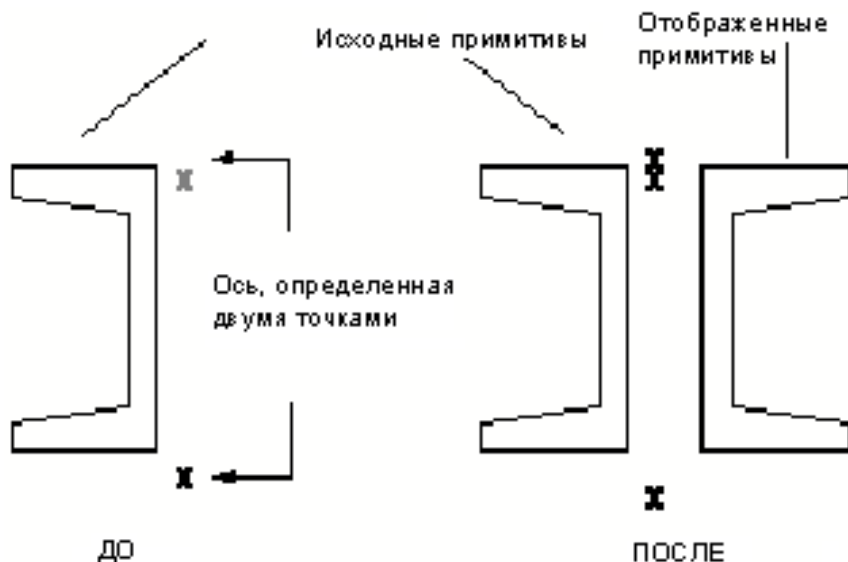 Исходные примитивы
Отображенные
примитивы
Ось, определенная
двумя точками
ДО
ПОСЛЕ